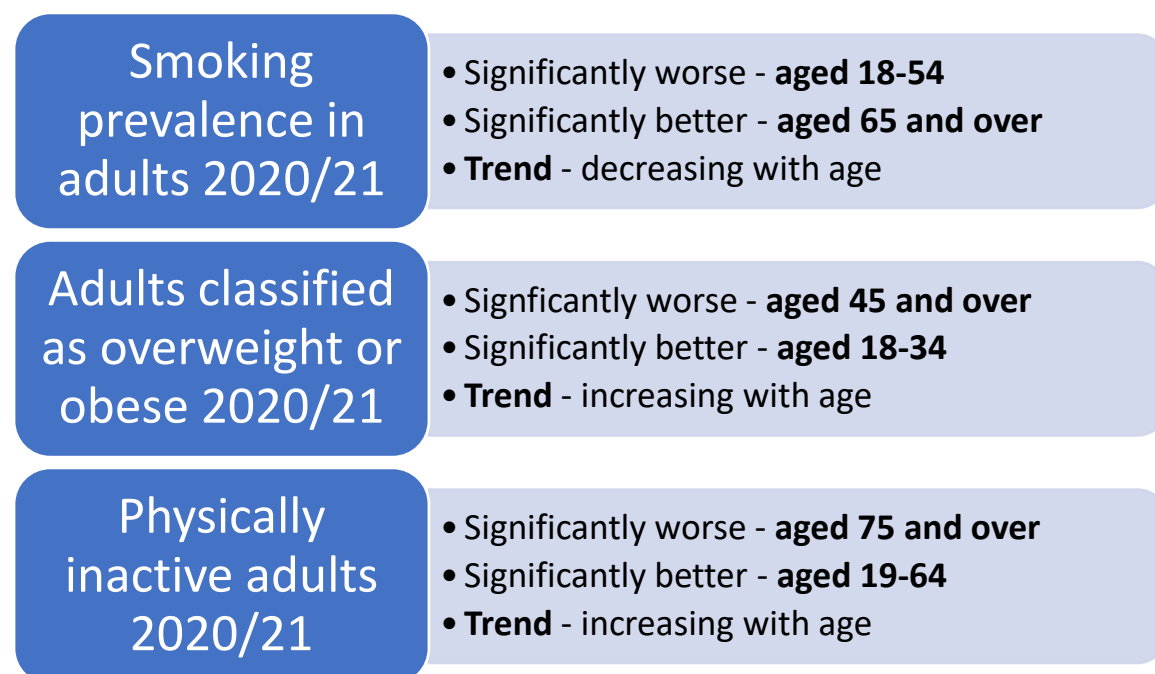 Smoking
prevalence in
adults 2020/21
• Significantly worse - aged 18-54
• Significantly better - aged 65 and over
• Trend - decreasing with age
Adults classified
as overweight or
obese 2020/21
• Signficantly worse - aged 45 and over
• Significantly better - aged 18-34
• Trend - increasing with age
Physically
inactive adults
2020/21
• Significantly worse - aged 75 and over
• Significantly better - aged 19-64
• Trend - increasing with age